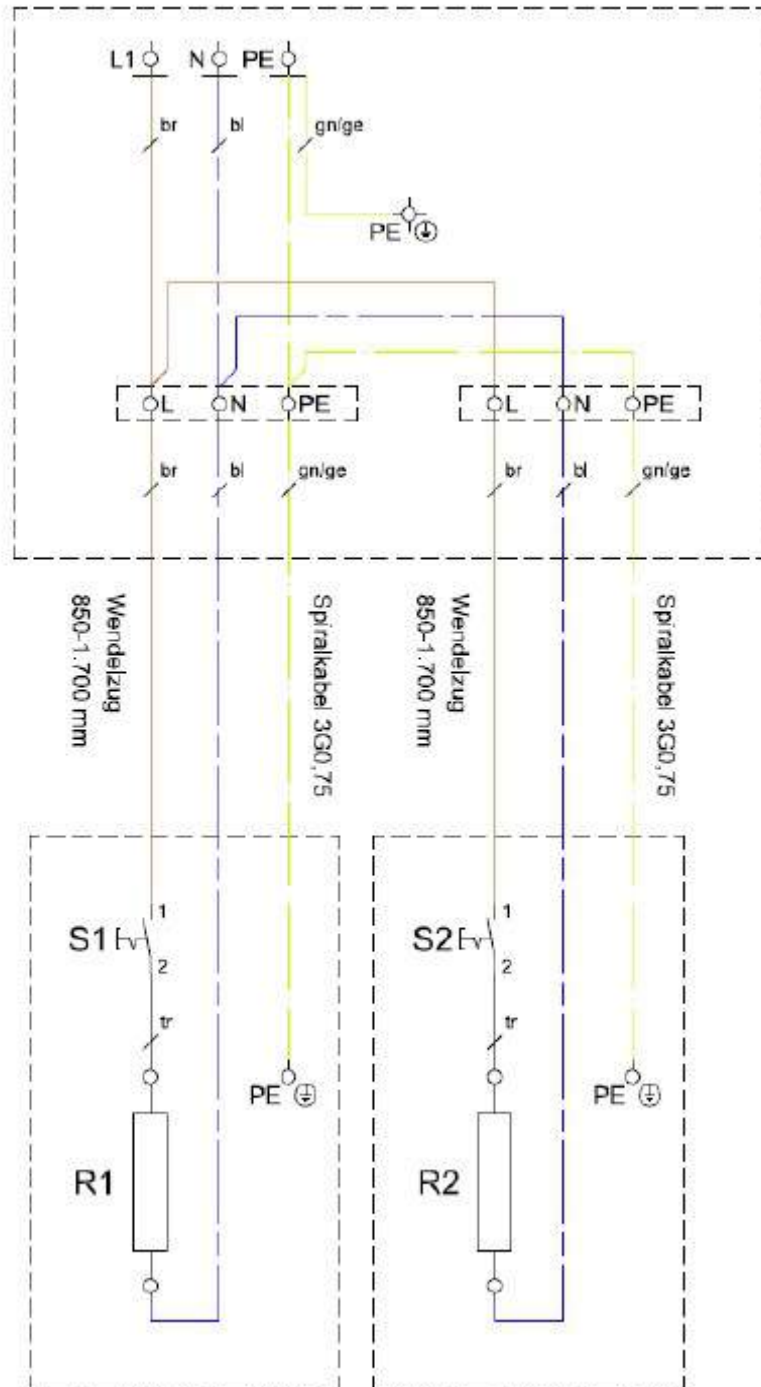 L1 N PE
br bl gn/ge
PE
L N PE L N PE
br bl gn/ge br bl gn/ge
Wendelzug
850-1.700 mm
Spiralkabel 3G0,75
Wendelzug
850-1.700 mm
Spiralkabel 3G0,75
1 1
S1 S2
2 2
tr tr
PE PE
R1 R2